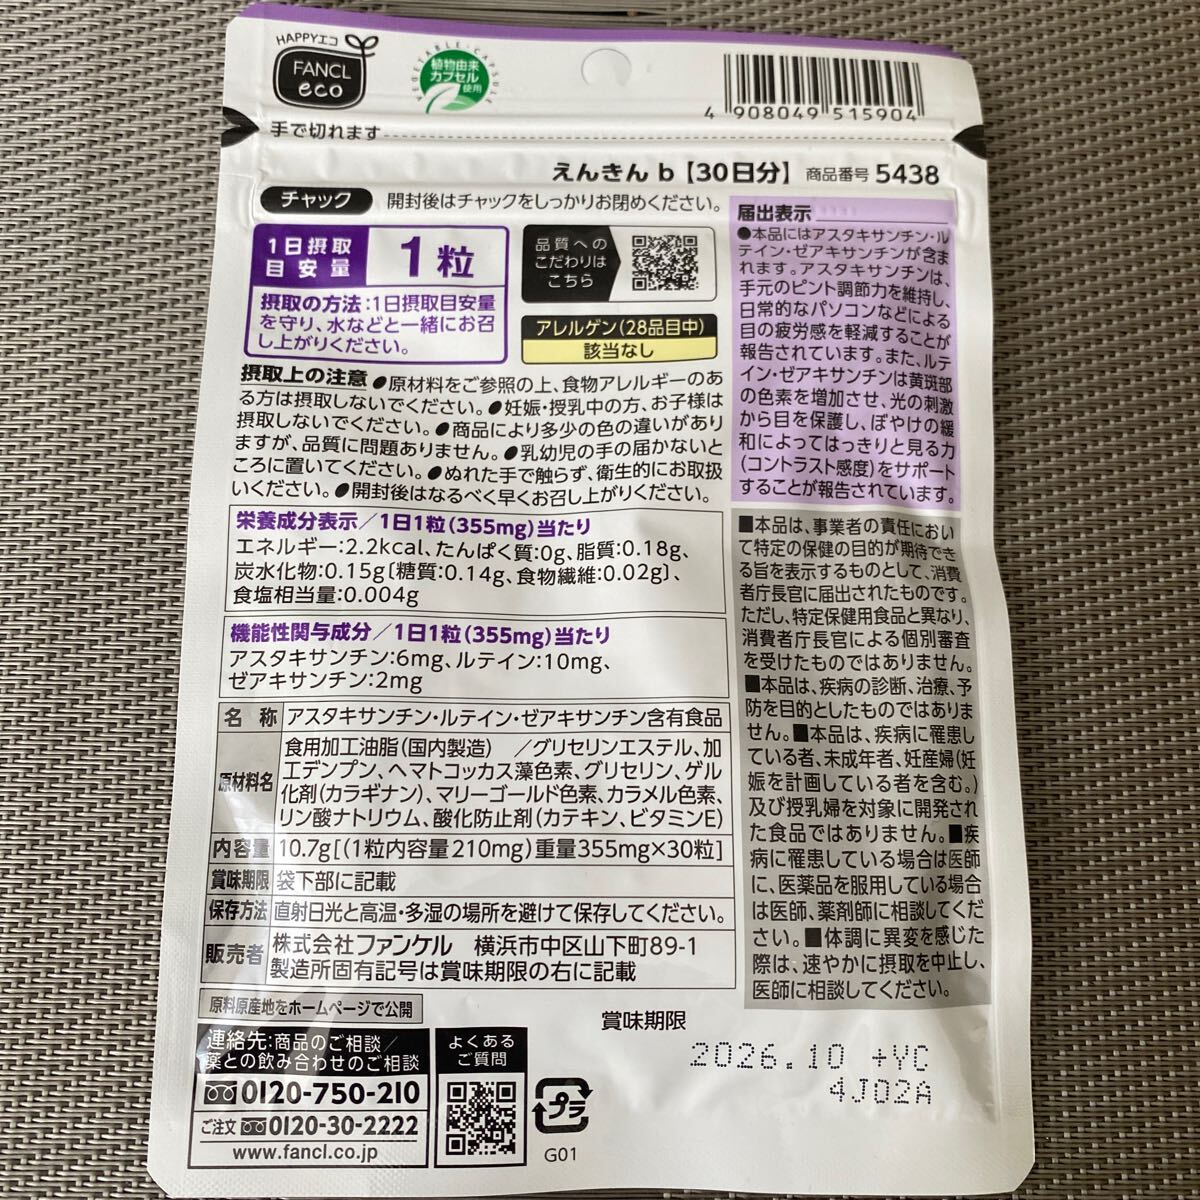 HAPPYエコ
FANCL
eco
VEGETABLE・CAPSULE
植物由来
カプセル
使用
4 908049 515904
手で切れます
えんきん b【30日分】 商品番号 5438
チャック 開封後はチャックをしっかりお閉めください。
1日摂取
目安量
1粒
摂取の方法:1日摂取目安量
を守り、水などと一緒にお召
し上がりください。
品質への
こだわりは
こちら
アレルゲン(28品目中)
該当なし
摂取上の注意 ●原材料をご参照の上、食物アレルギーのあ
る方は摂取しないでください。●妊娠・授乳中の方、お子様は
摂取しないでください。●商品により多少の色の違いがあり
ますが、品質に問題ありません。●乳幼児の手の届かないと
ころに置いてください。●ぬれた手で触らず、衛生的にお取扱
いください。●開封後はなるべく早くお召し上がりください。
栄養成分表示/1日1粒(355mg)当たり
エネルギー:2.2kcal、たんぱく質:0g、脂質:0.18g、
炭水化物:0.15g〔糖質:0.14g、食物繊維:0.02g〕、
食塩相当量:0.004g
機能性関与成分/1日1粒(355mg)当たり
アスタキサンチン:6mg、ルテイン:10mg、
ゼアキサンチン:2mg
名 称 アスタキサンチン・ルテイン・ゼアキサンチン含有食品
原材料名 食用加工油脂(国内製造) /グリセリンエステル、加
工デンプン、ヘマトコッカス藻色素、グリセリン、ゲル
化剤(カラギナン)、マリーゴールド色素、カラメル色素、
リン酸ナトリウム、酸化防止剤(カテキン、ビタミンE)
内容量 10.7g[(1粒内容量210mg)重量355mg×30粒]
賞味期限 袋下部に記載
保存方法 直射日光と高温・多湿の場所を避けて保存してください。
販売者 株式会社ファンケル 横浜市中区山下町89-1
製造所固有記号は賞味期限の右に記載
原料原産地をホームページで公開
連絡先:商品のご相談/
薬との飲み合わせのご相談
0120-750-210
ご注文 0120-30-2222
www.fancl.co.jp
よくある
ご質問
プラ
G01
届出表示
●本品にはアスタキサンチン・ル
テイン・ゼアキサンチンが含ま
れます。アスタキサンチンは、
手元のピント調節力を維持し、
日常的なパソコンなどによる
目の疲労感を軽減することが
報告されています。また、ルテ
イン・ゼアキサンチンは黄斑部
の色素を増加させ、光の刺激
から目を保護し、ぼやけの緩
和によってはっきりと見る力
(コントラスト感度)をサポート
することが報告されています。
■本品は、事業者の責任におい
て特定の保健の目的が期待でき
る旨を表示するものとして、消費
者庁長官に届出されたものです。
ただし、特定保健用食品と異なり、
消費者庁長官による個別審査
を受けたものではありません。
■本品は、疾病の診断、治療、予
防を目的としたものではありま
せん。■本品は、疾病に罹患し
ている者、未成年者、妊産婦(妊
娠を計画している者を含む。)
及び授乳婦を対象に開発され
た食品ではありません。■疾
病に罹患している場合は医師
に、医薬品を服用している場合
は医師、薬剤師に相談してくだ
さい。■体調に異変を感じた
際は、速やかに摂取を中止し、
医師に相談してください。
賞味期限
2026.10 +YC
4J02A